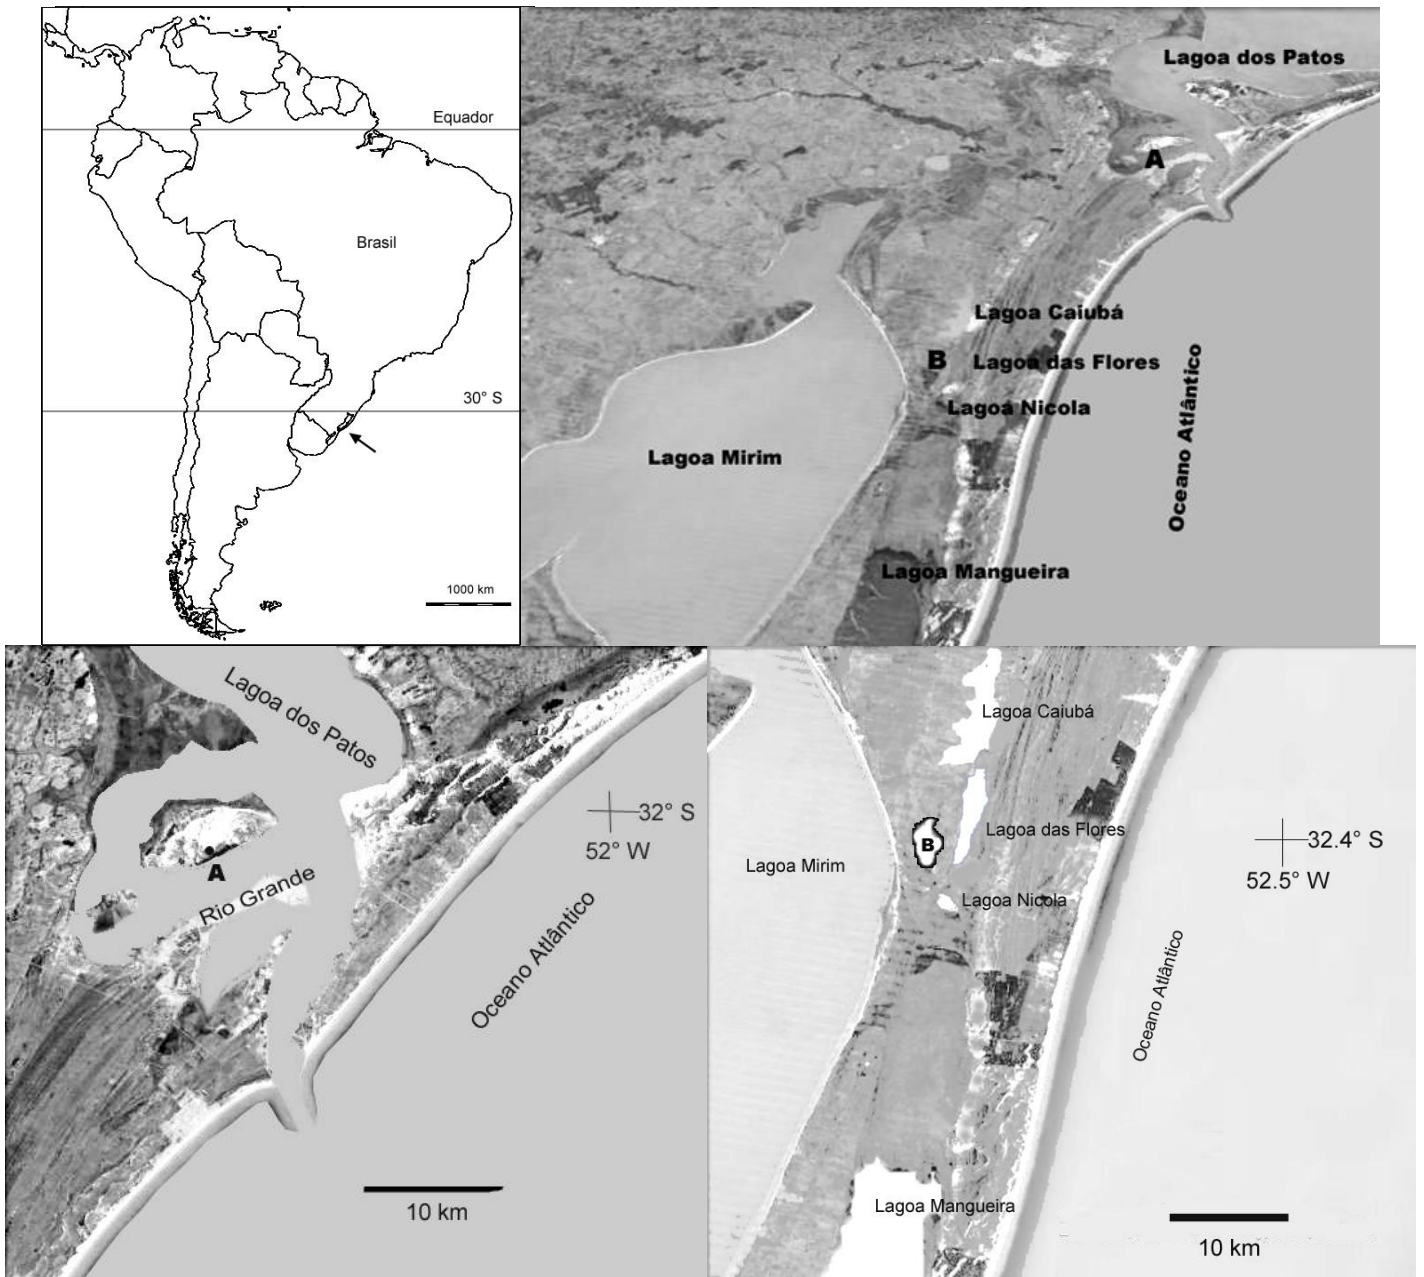 Equador
Brasil
30° S
1000 km
Lagoa dos Patos
A
Lagoa Caiubá
B
Lagoa das Flores
Lagoa Nicola
Lagoa Mirim
Oceano Atlântico
Lagoa Mangueira
Lagoa dos Patos
32° S
52° W
A
Rio Grande
Oceano Atlântico
10 km
Lagoa Caiubá
Lagoa das Flores
B
Lagoa Mirim
32.4° S
52.5° W
Lagoa Nicola
Oceano Atlântico
Lagoa Mangueira
10 km